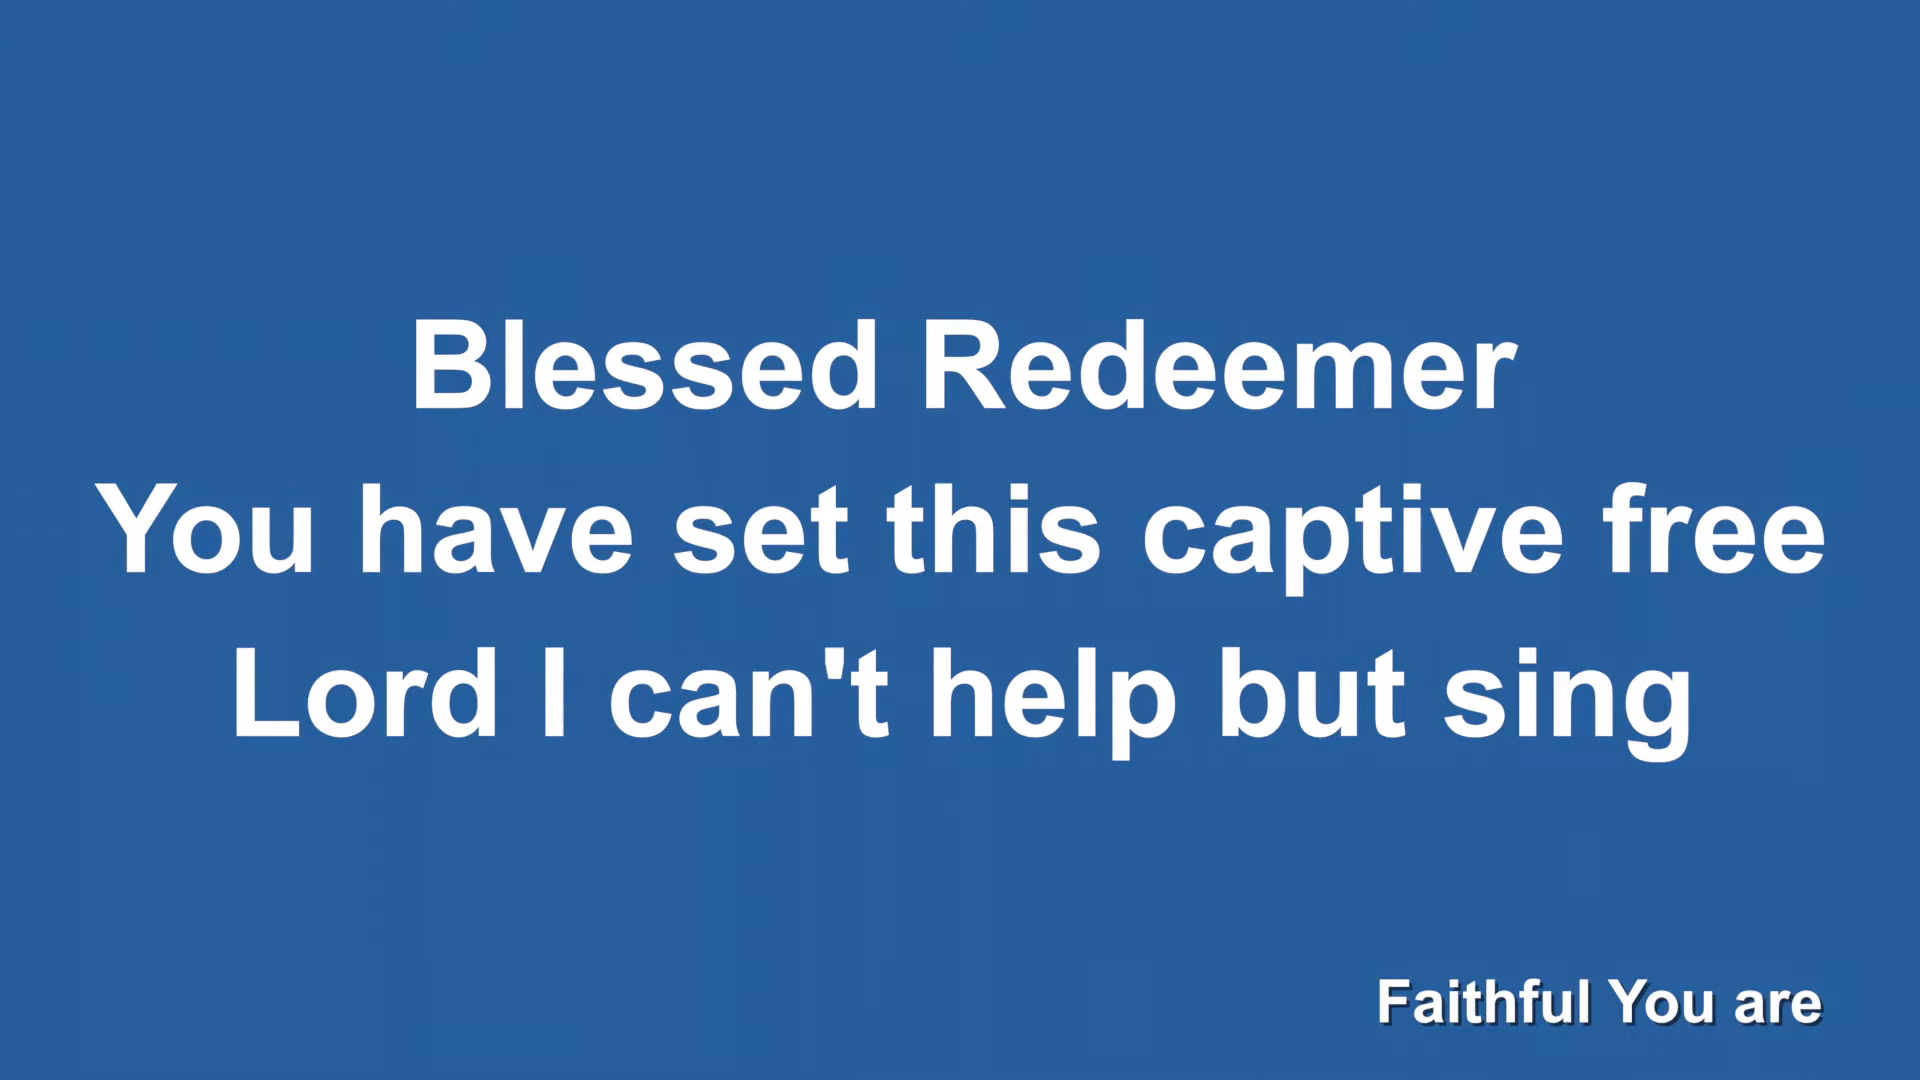 Blessed Redeemer
You have set this captive free
Lord I can't help but sing
Faithful You are